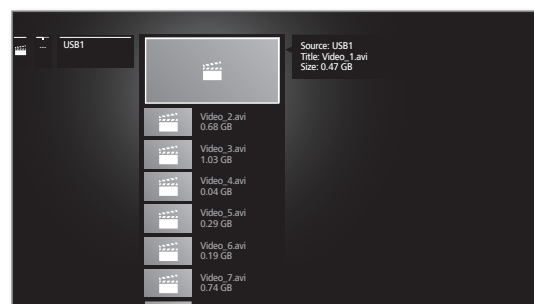 ...
USB1
Source: USB1
Title: Video_1.avi
Size: 0.47 GB
Video_2.avi
0.68 GB
Video_3.avi
1.03 GB
Video_4.avi
0.04 GB
Video_5.avi
0.29 GB
Video_6.avi
0.19 GB
Video_7.avi
0.74 GB